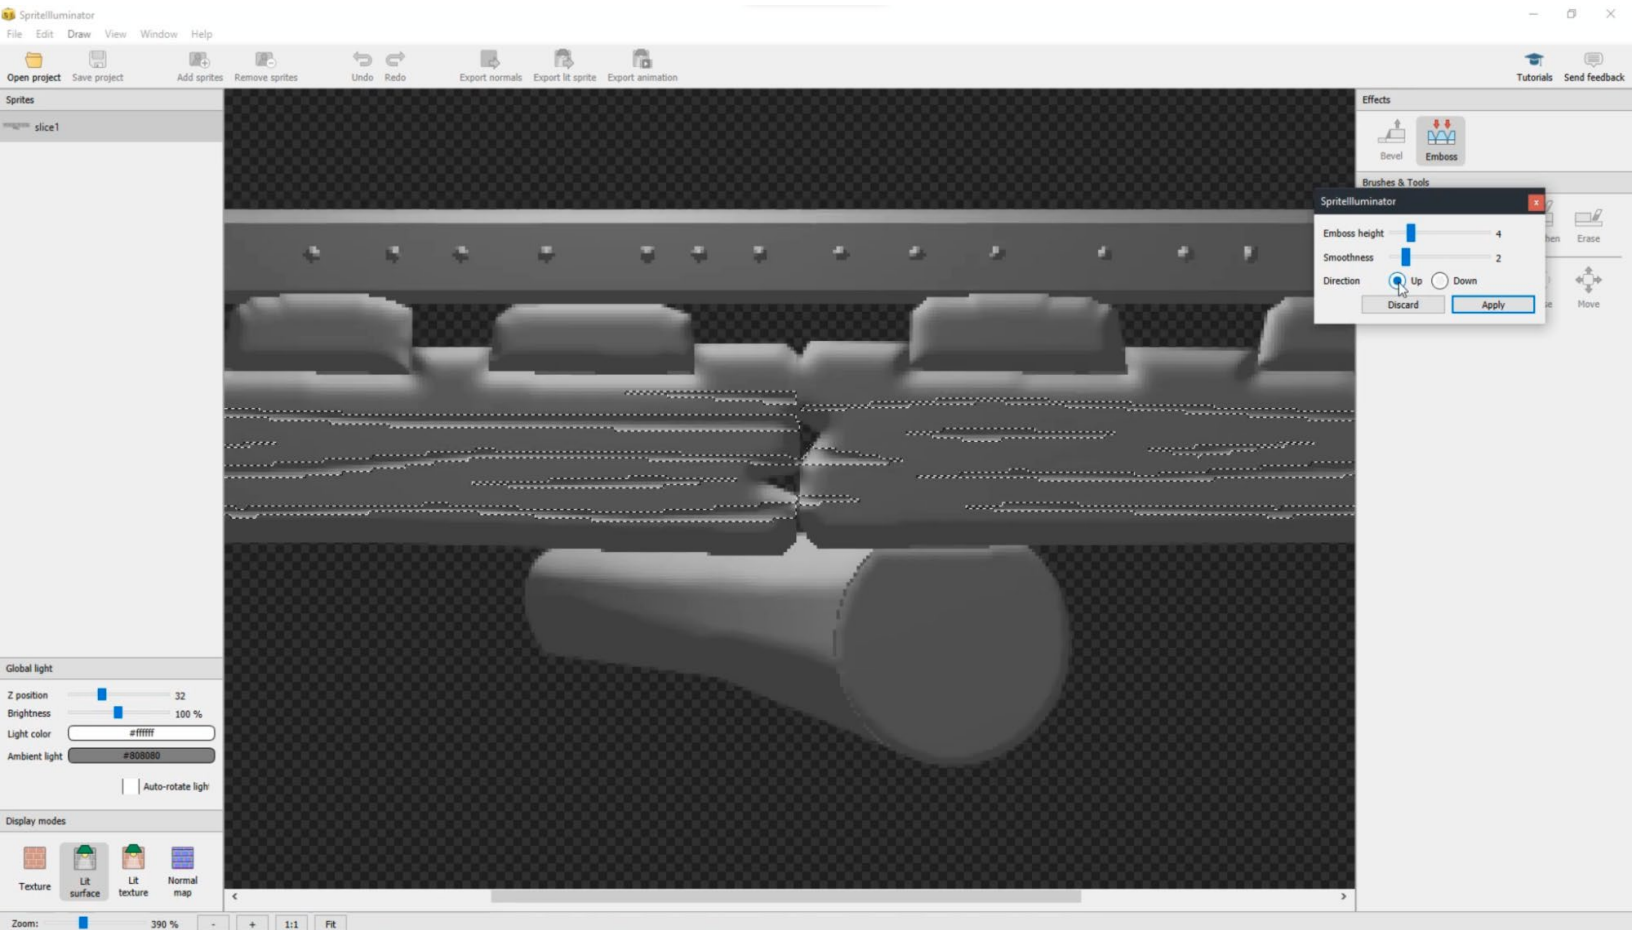 SpriteIlluminator
File Edit Draw View Window Help
Open project Save project Add sprites Remove sprites Undo Redo Export normals Export lit sprite Export animation Tutorials Send feedback
Sprites
slice1
Effects
Bevel Emboss
Brushes & Tools
Erase
Move
SpriteIlluminator
x
Emboss height 4
Smoothness 2
Direction Up Down
Discard Apply
Global light
Z position 32
Brightness 100 %
Light color #ffffff
Ambient light #808080
Auto-rotate light
Display modes
Texture
Lit surface
Lit texture
Normal map
Zoom: 390 % - + 1:1 Fit